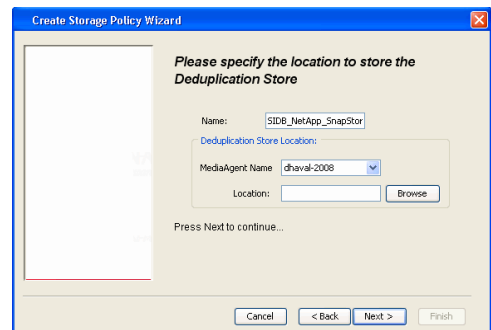 Create Storage Policy Wizard
Please specify the location to store the
Deduplication Store
Name: SIDB_NetApp_SnapStor
Deduplication Store Location:
MediaAgent Name dhaval-2008
Location: Browse
Press Next to continue...
Cancel < Back Next > Finish